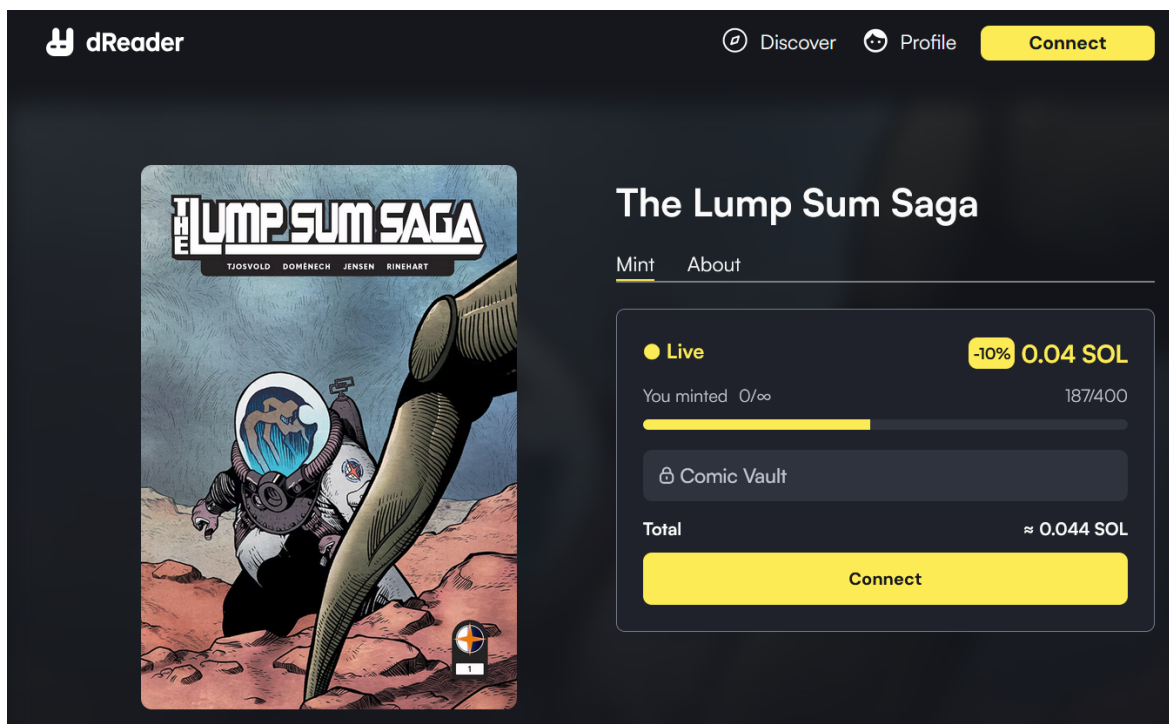 dReader
Discover
Profile
Connect
THE LUMP SUM SAGA
TJOSVOLD DOMÈNECH JENSEN RINEHART
1
The Lump Sum Saga
Mint About
Live
-10% 0.04 SOL
You minted 0/∞
187/400
Comic Vault
Total
≈ 0.044 SOL
Connect